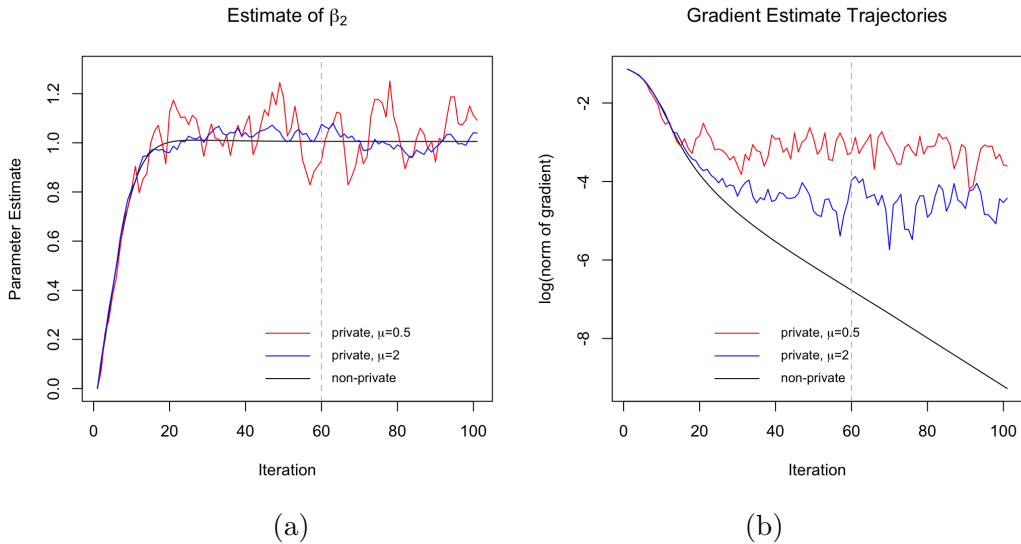 Estimate of β2
Parameter Estimate
0.0 0.2 0.4 0.6 0.8 1.0 1.2
private, μ=0.5
private, μ=2
non-private
0 20 40 60 80 100
Iteration
(a)
Gradient Estimate Trajectories
log(norm of gradient)
-8 -6 -4 -2
private, μ=0.5
private, μ=2
non-private
0 20 40 60 80 100
Iteration
(b)